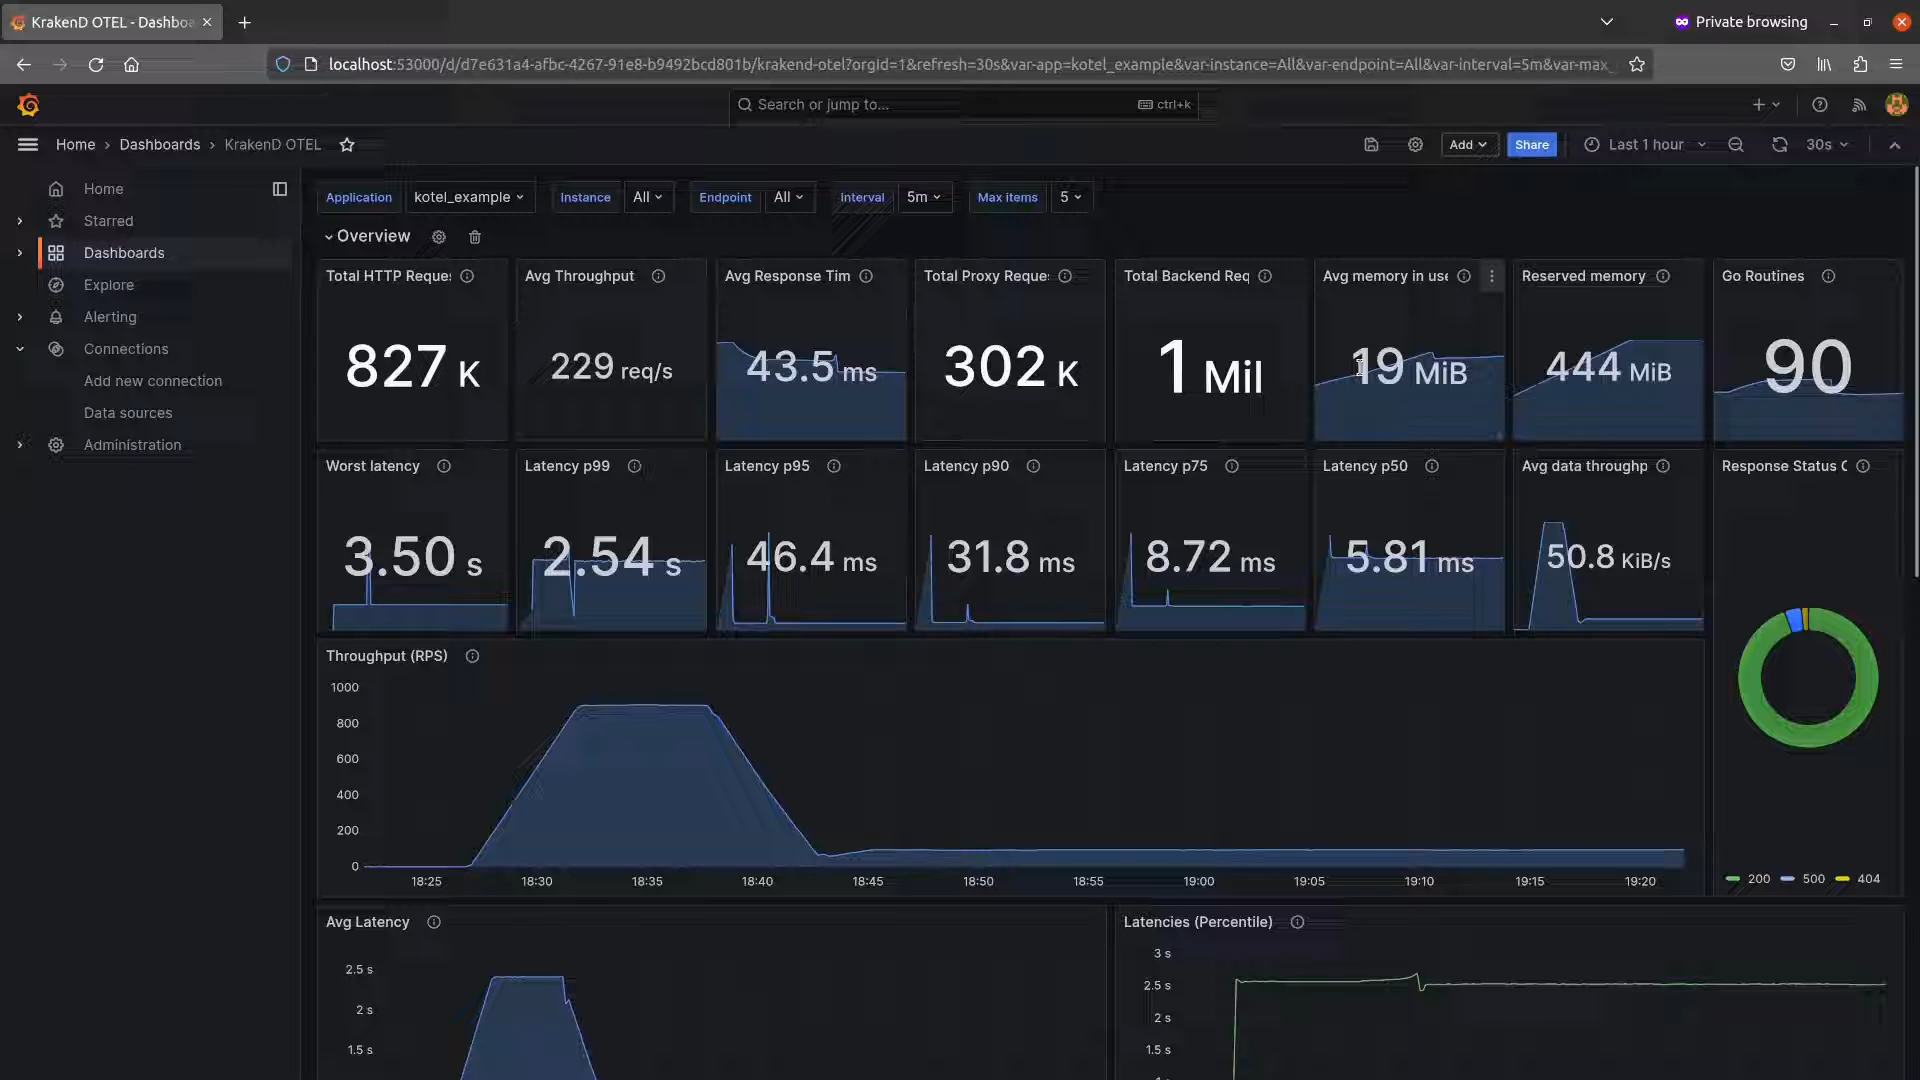 KrakenD OTEL - Dashboa
Private browsing
localhost:53000/d/d7e631a4-afbc-4267-91e8-b9492bcd801b/krakend-otel?orgId=1&refresh=30s&var-app=kotel_example&var-instance=All&var-endpoint=All&var-interval=5m&var-max_
Search or jump to... ctrl+k
Home › Dashboards › KrakenD OTEL
Add Share Last 1 hour 30s
Home
Starred
Dashboards
Explore
Alerting
Connections
Add new connection
Data sources
Administration
Application kotel_example Instance All Endpoint All Interval 5m Max items 5
Overview
Total HTTP Reques
827 K
Avg Throughput
229 req/s
Avg Response Tim
43.5 ms
Total Proxy Reque:
302 K
Total Backend Req
1 Mil
Avg memory in use
19 MiB
Reserved memory
444 MiB
Go Routines
90
Worst latency
3.50 s
Latency p99
2.54 s
Latency p95
46.4 ms
Latency p90
31.8 ms
Latency p75
8.72 ms
Latency p50
5.81 ms
Avg data throughp
50.8 KiB/s
Response Status C
200 500 404
Throughput (RPS)
1000
800
600
400
200
0
18:25 18:30 18:35 18:40 18:45 18:50 18:55 19:00 19:05 19:10 19:15 19:20
Avg Latency
2.5 s
2 s
1.5 s
Latencies (Percentile)
3 s
2.5 s
2 s
1.5 s